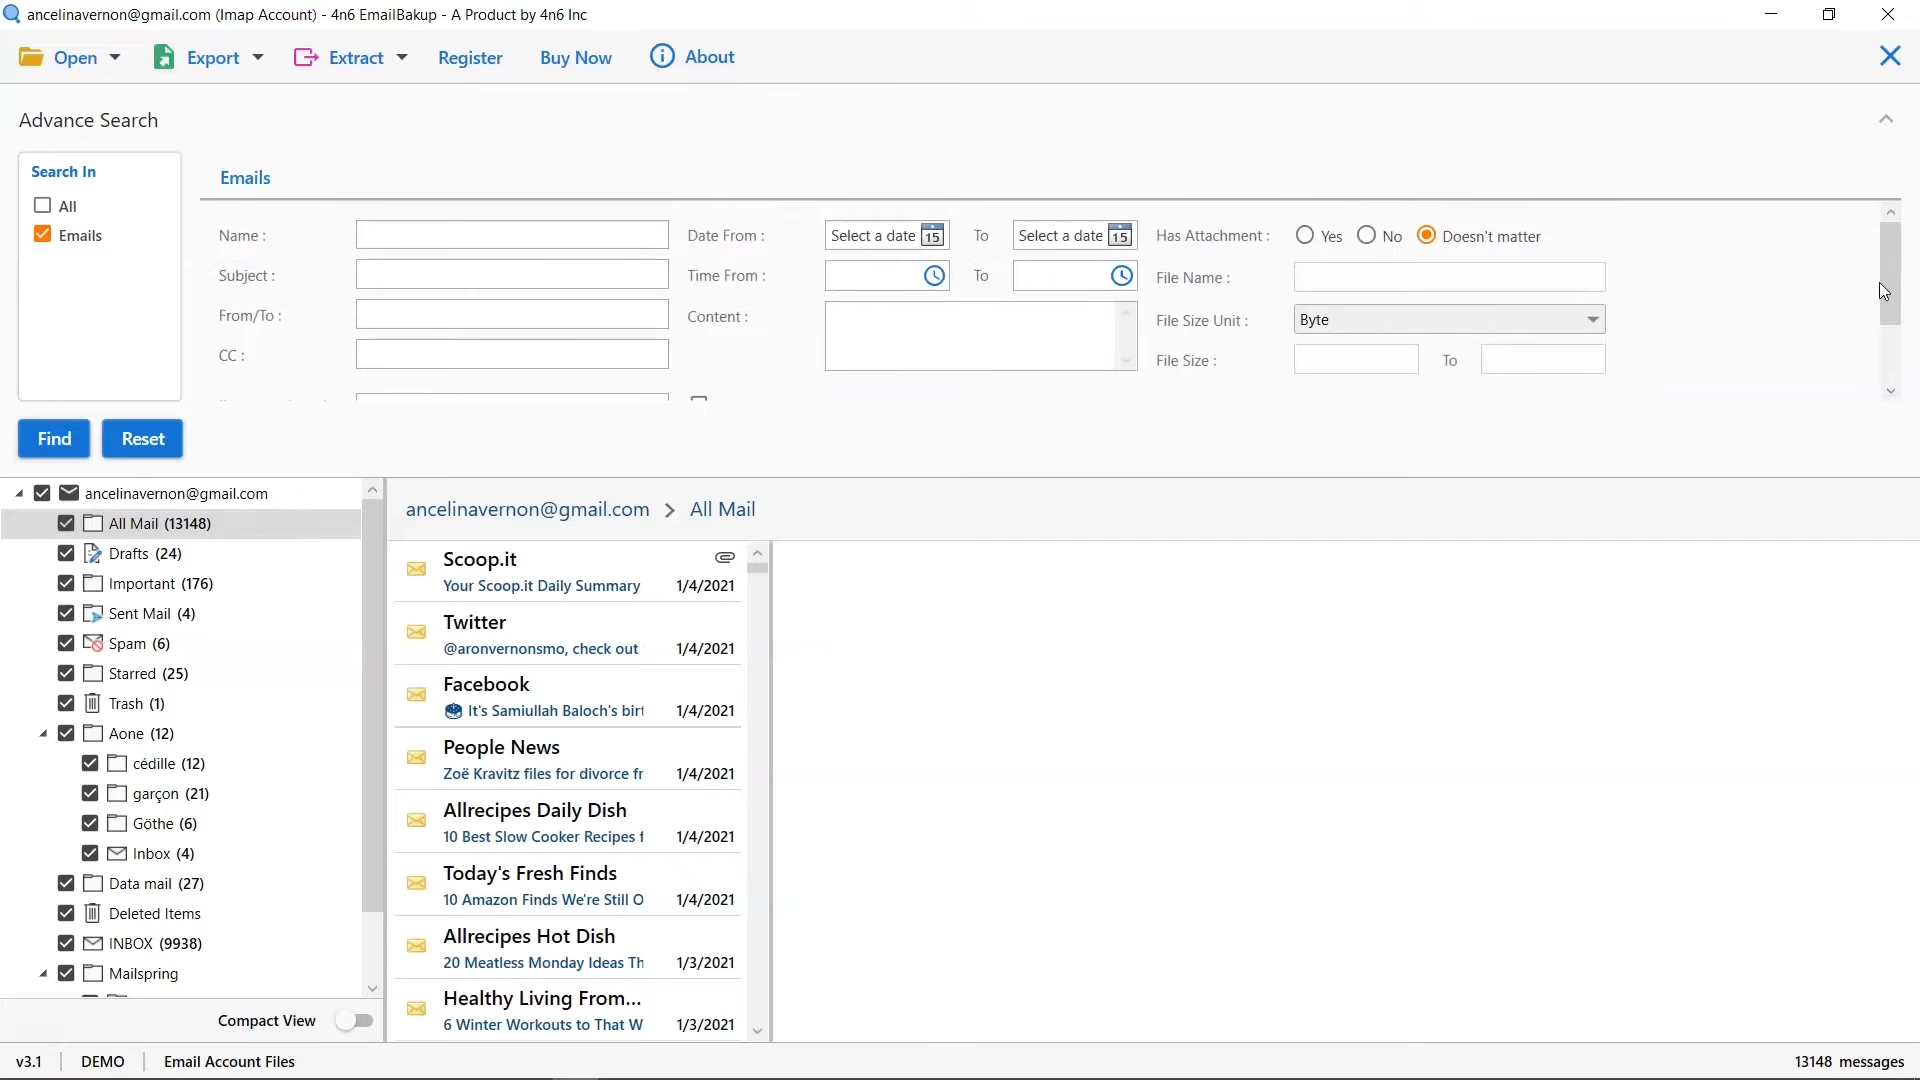 ancelinavernon@gmail.com (Imap Account) - 4n6 EmailBakup - A Product by 4n6 Inc
Open Export Extract Register Buy Now About
Advance Search
Search In
All
Emails
Emails
Name : Date From : Select a date 15 To Select a date 15 Has Attachment : Yes No Doesn't matter
Subject : Time From : To File Name :
From/To : Content : File Size Unit : Byte
CC : File Size : To
Find Reset
ancelinavernon@gmail.com
All Mail (13148)
Drafts (24)
Important (176)
Sent Mail (4)
Spam (6)
Starred (25)
Trash (1)
Aone (12)
cédille (12)
garçon (21)
Göthe (6)
Inbox (4)
Data mail (27)
Deleted Items
INBOX (9938)
Mailspring
Compact View
ancelinavernon@gmail.com > All Mail
Scoop.it
Your Scoop.it Daily Summary 1/4/2021
Twitter
@aronvernonsmo, check out 1/4/2021
Facebook
It's Samiullah Baloch's birt 1/4/2021
People News
Zoë Kravitz files for divorce fr 1/4/2021
Allrecipes Daily Dish
10 Best Slow Cooker Recipes f 1/4/2021
Today's Fresh Finds
10 Amazon Finds We're Still O 1/4/2021
Allrecipes Hot Dish
20 Meatless Monday Ideas Th 1/3/2021
Healthy Living From...
6 Winter Workouts to That W 1/3/2021
v3.1 DEMO Email Account Files 13148 messages